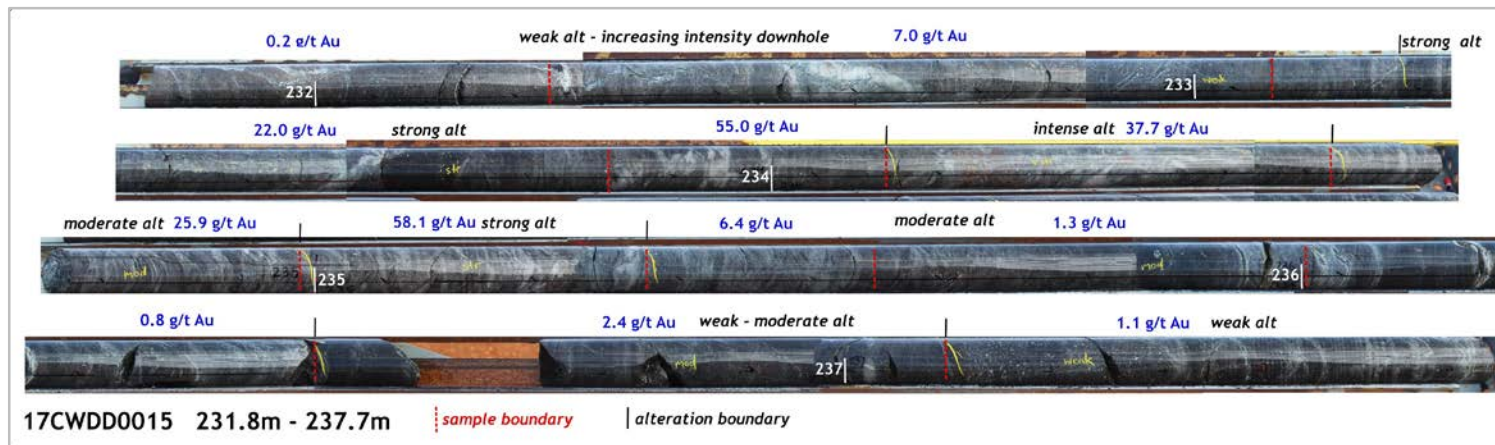 0.2 g/t Au weak alt - increasing intensity downhole 7.0 g/t Au strong alt
232 233 weak
22.0 g/t Au strong alt 55.0 g/t Au intense alt 37.7 g/t Au
str 234
moderate alt 25.9 g/t Au 58.1 g/t Au strong alt 6.4 g/t Au moderate alt 1.3 g/t Au
mod 235 235 str mod 236
0.8 g/t Au 2.4 g/t Au weak - moderate alt 1.1 g/t Au weak alt
mod 237 weak
17CWDD0015 231.8m - 237.7m sample boundary alteration boundary